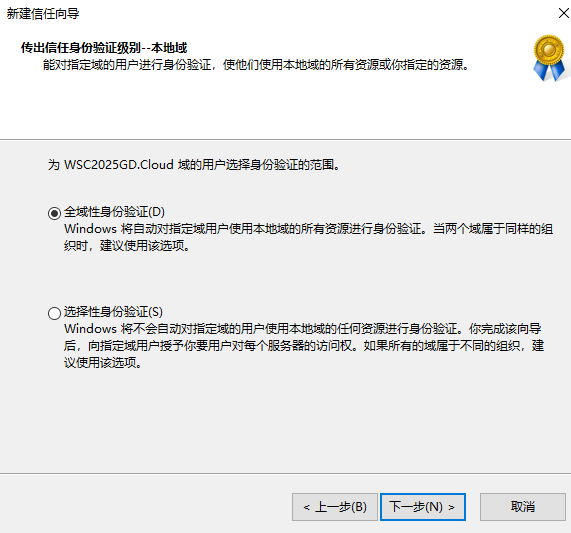 新建信任向导
传出信任身份验证级别--本地域
能对指定域的用户进行身份验证，使他们使用本地域的所有资源或你指定的资源。
为 WSC2025GD.Cloud 域的用户选择身份验证的范围。
全域性身份验证(D)
Windows 将自动对指定域用户使用本地域的所有资源进行身份验证。当两个域属于同样的组
织时，建议使用该选项。
选择性身份验证(S)
Windows 将不会自动对指定域的用户使用本地域的任何资源进行身份验证。你完成该向导
后，向指定域用户授予你要用户对每个服务器的访问权。如果所有的域属于不同的组织，建
议使用该选项。
< 上一步(B) 下一步(N) > 取消